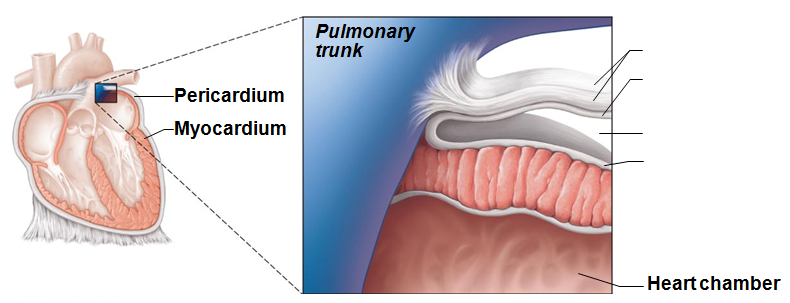 Pulmonary
trunk
Pericardium
Myocardium
Heart chamber